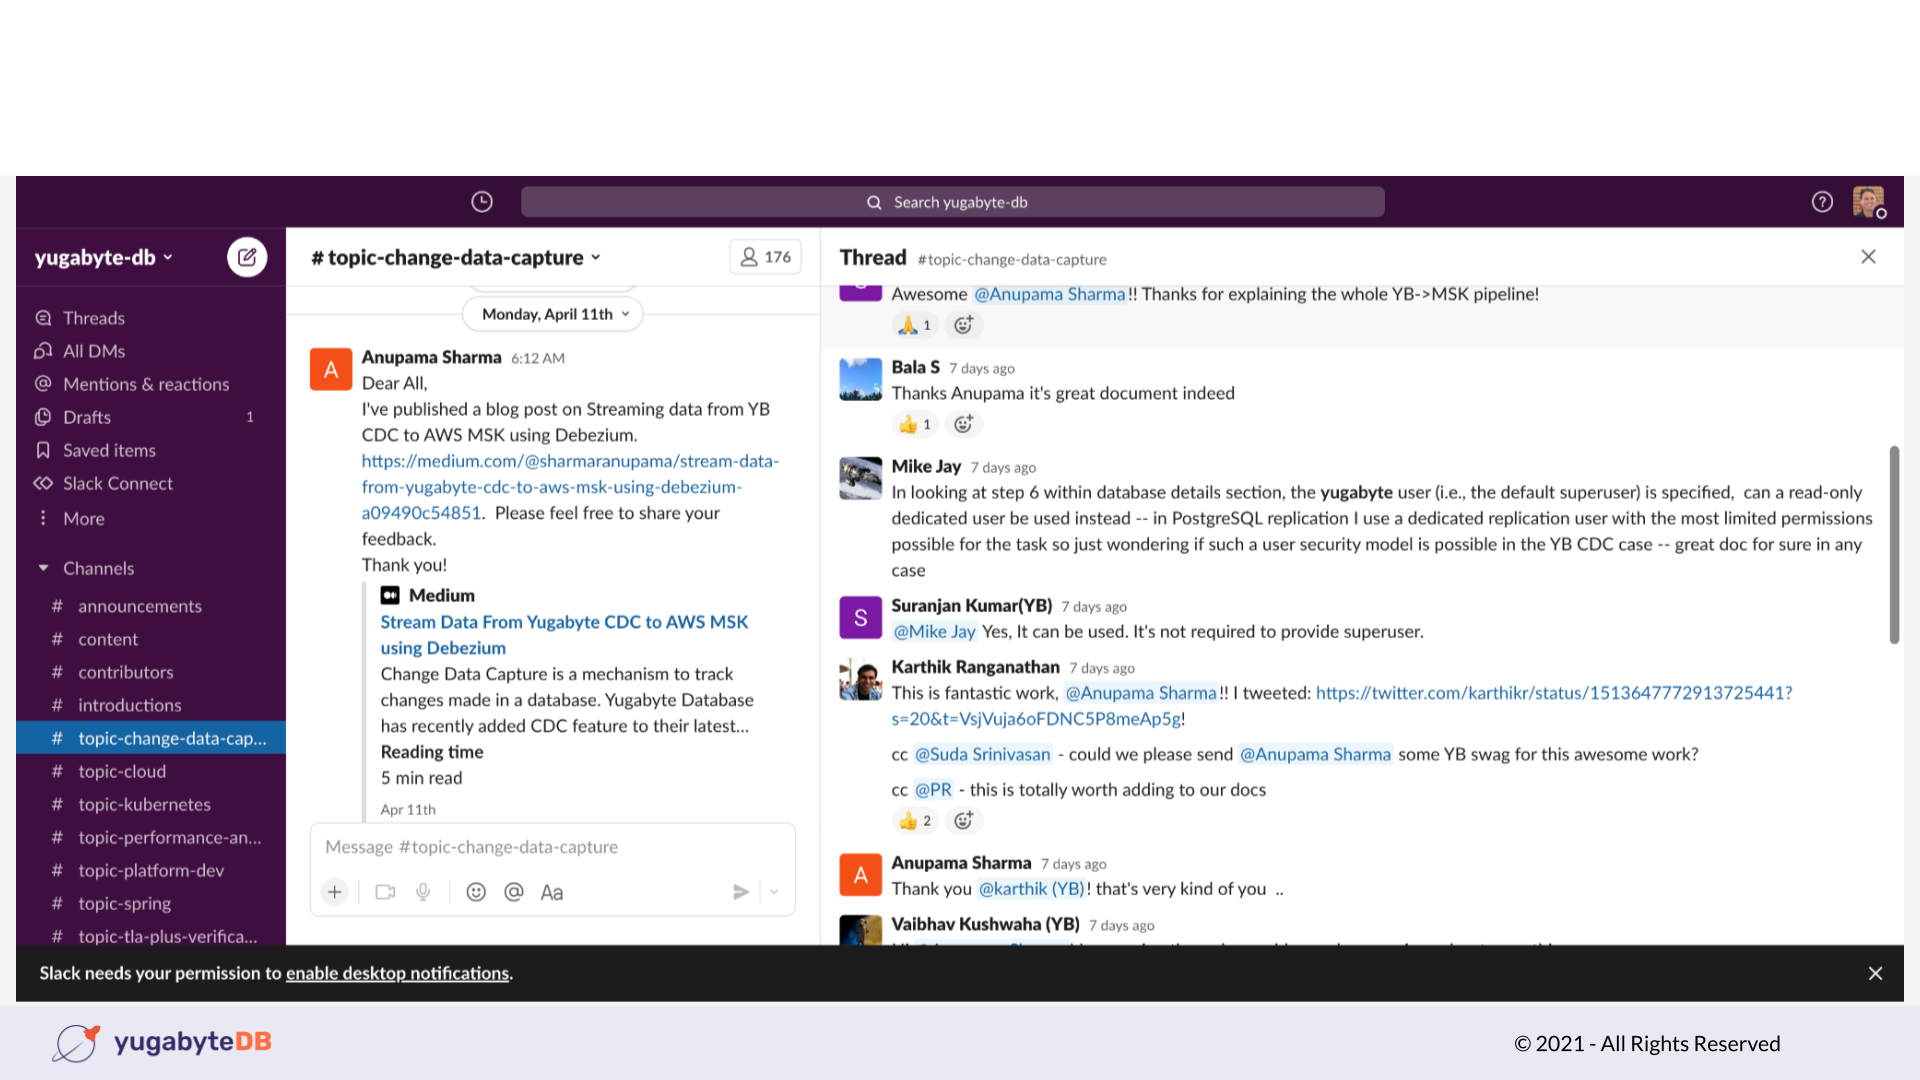 Search yugabyte-db
yugabyte-db
Threads
All DMs
Mentions & reactions
Drafts 1
Saved items
Slack Connect
More
Channels
# announcements
# content
# contributors
# introductions
# topic-change-data-cap...
# topic-cloud
# topic-kubernetes
# topic-performance-an...
# topic-platform-dev
# topic-spring
# topic-tla-plus-verifica...
# topic-change-data-capture
176
Monday, April 11th
A
Anupama Sharma 6:12 AM
Dear All,
I've published a blog post on Streaming data from YB
CDC to AWS MSK using Debezium.
https://medium.com/@sharmaranupama/stream-data-
from-yugabyte-cdc-to-aws-msk-using-debezium-
a09490c54851. Please feel free to share your
feedback.
Thank you!
Medium
Stream Data From Yugabyte CDC to AWS MSK
using Debezium
Change Data Capture is a mechanism to track
changes made in a database. Yugabyte Database
has recently added CDC feature to their latest...
Reading time
5 min read
Apr 11th
Message #topic-change-data-capture
Aa
Thread #topic-change-data-capture
Awesome @Anupama Sharma!! Thanks for explaining the whole YB->MSK pipeline!
1
Bala S 7 days ago
Thanks Anupama it's great document indeed
1
Mike Jay 7 days ago
In looking at step 6 within database details section, the yugabyte user (i.e., the default superuser) is specified, can a read-only
dedicated user be used instead -- in PostgreSQL replication I use a dedicated replication user with the most limited permissions
possible for the task so just wondering if such a user security model is possible in the YB CDC case -- great doc for sure in any
case
S
Suranjan Kumar(YB) 7 days ago
@Mike Jay Yes, It can be used. It's not required to provide superuser.
Karthik Ranganathan 7 days ago
This is fantastic work, @Anupama Sharma!! I tweeted: https://twitter.com/karthikr/status/1513647772913725441?
s=20&t=VsjVuja6oFDNC5P8meAp5g!
cc @Suda Srinivasan - could we please send @Anupama Sharma some YB swag for this awesome work?
cc @PR - this is totally worth adding to our docs
2
A
Anupama Sharma 7 days ago
Thank you @karthik (YB)! that's very kind of you ..
Vaibhav Kushwaha (YB) 7 days ago
Slack needs your permission to enable desktop notifications.
yugabyteDB
© 2021 - All Rights Reserved